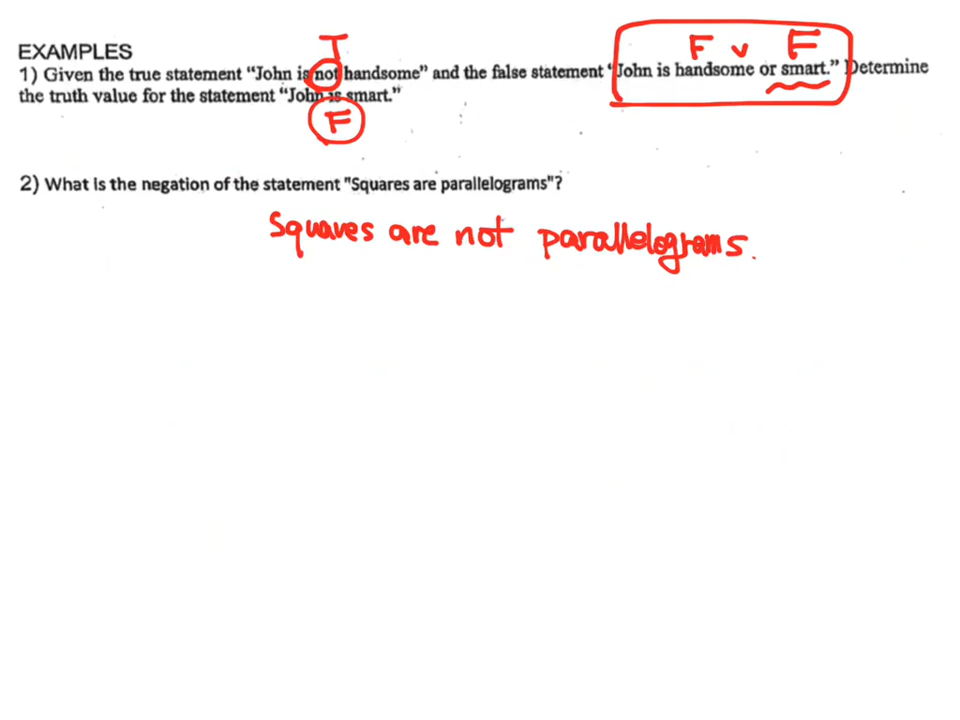 EXAMPLES
T
F v F
1) Given the true statement “John is not handsome” and the false statement “John is handsome or smart.” Determine
the truth value for the statement “John is smart.”
F
2) What is the negation of the statement "Squares are parallelograms"?
Squares are not parallelograms.